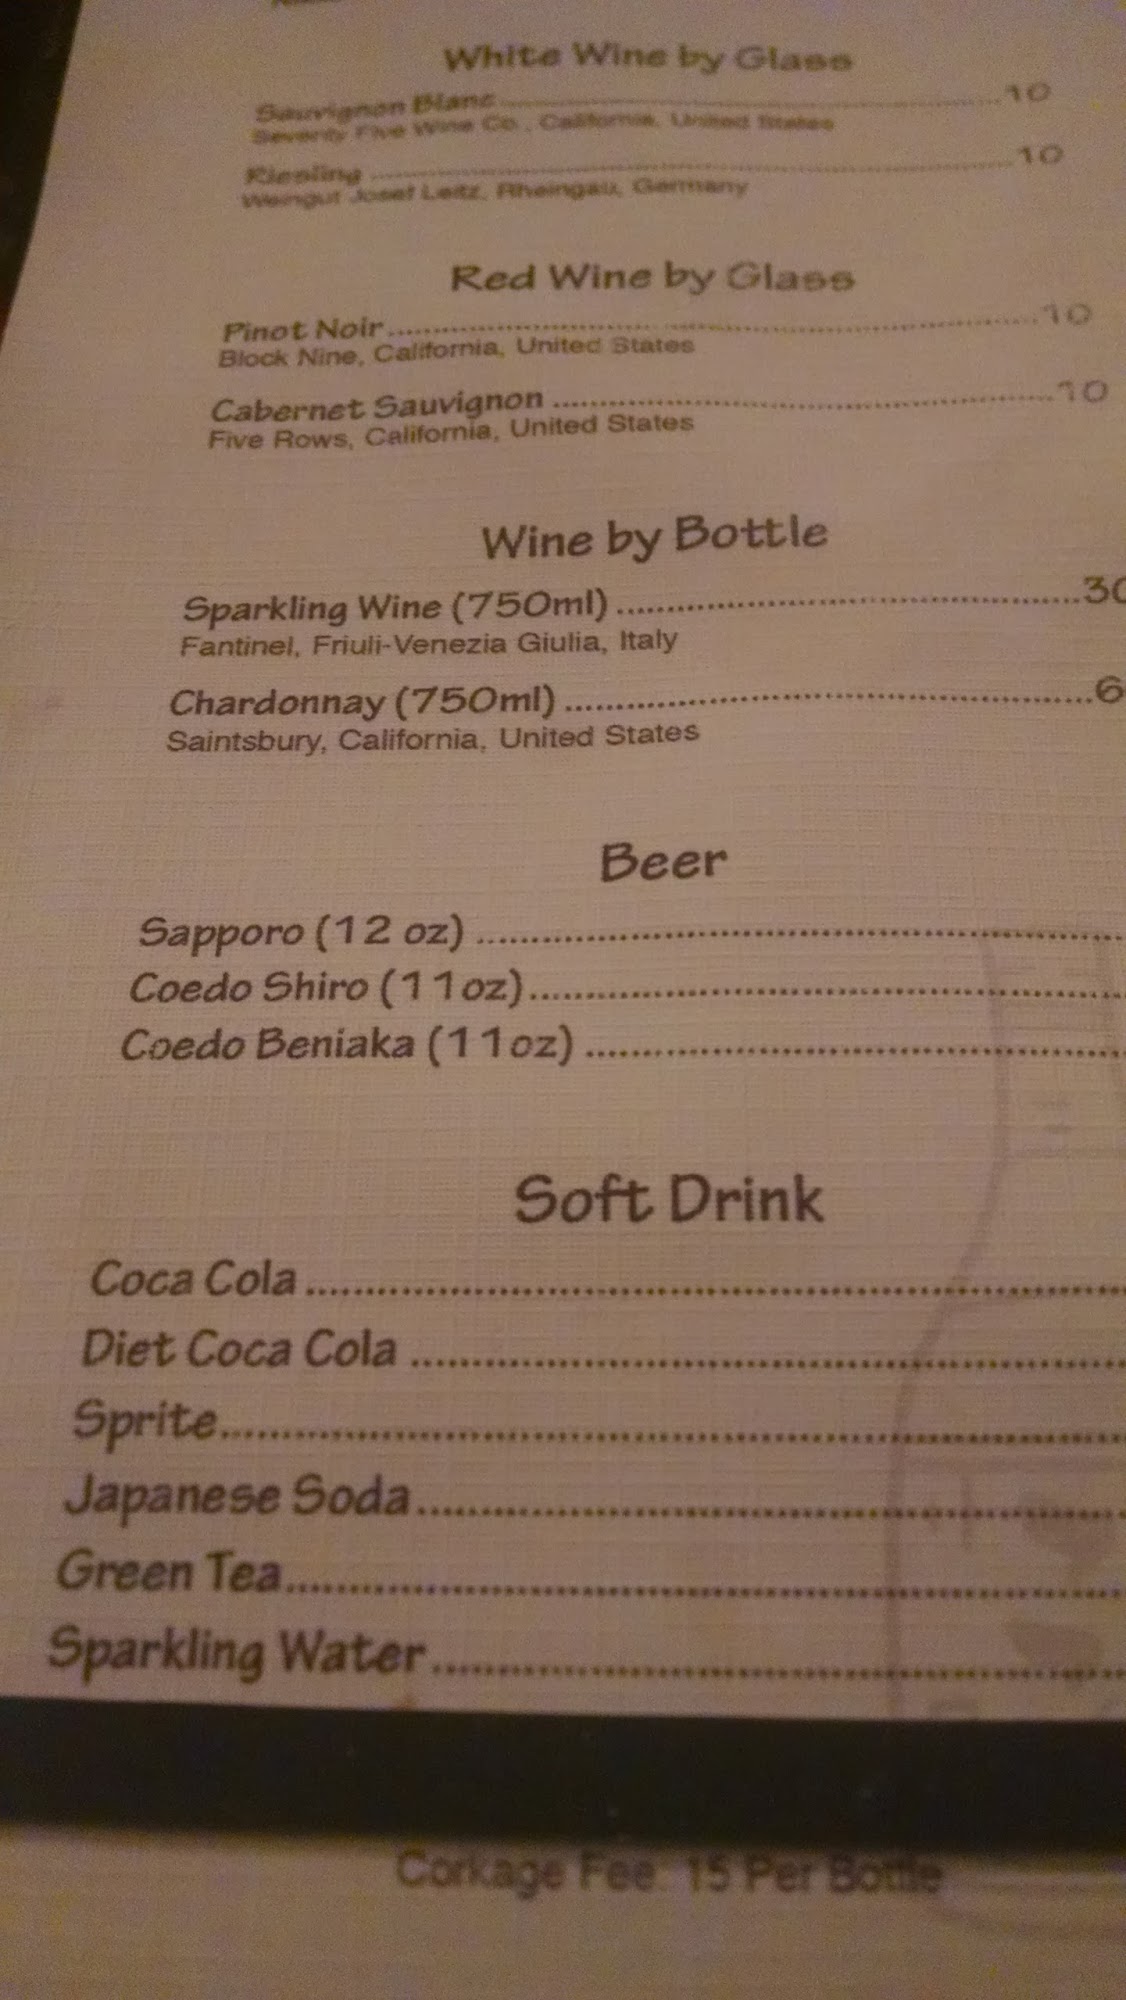 White Wine by Glass
Sauvignon Blanc 10
Seventy Five Wine Co., California, United States
Riesling 10
Weingut Josef Leitz, Rheingau, Germany
Red Wine by Glass
Pinot Noir 10
Block Nine, California, United States
Cabernet Sauvignon 10
Five Rows, California, United States
Wine by Bottle
Sparkling Wine (750ml) 30
Fantinel, Friuli-Venezia Giulia, Italy
Chardonnay (750ml) 6
Saintsbury, California, United States
Beer
Sapporo (12 oz)
Coedo Shiro (11oz)
Coedo Beniaka (11oz)
Soft Drink
Coca Cola
Diet Coca Cola
Sprite
Japanese Soda
Green Tea
Sparkling Water
Corkage Fee: 15 Per Bottle